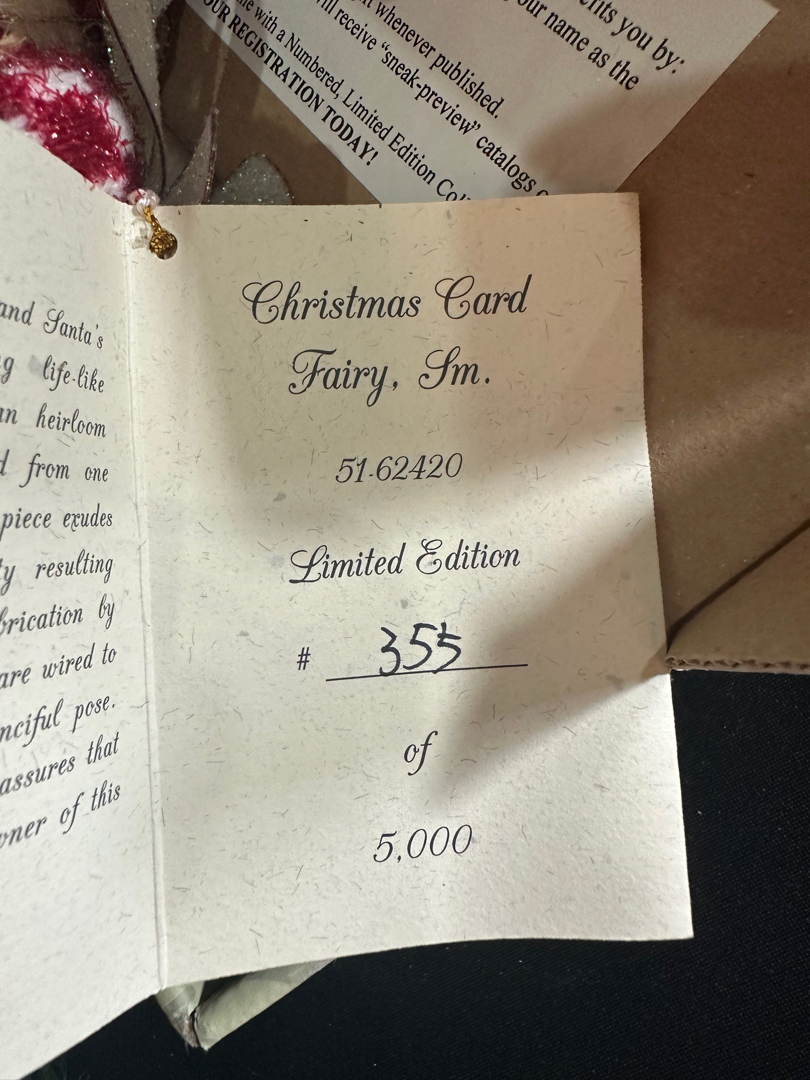 efits you by:
our name as the
t whenever published.
ill receive "sneak-preview" catalogs
with a Numbered, Limited Edition
OUR REGISTRATION TODAY!
and Santa's
life-like
heirloom
from one
piece exudes
resulting
brication by
are wired to
nciful pose.
assures that
wner of this
Christmas Card
Fairy, Sm.
51-62420
Limited Edition
# 355
of
5,000